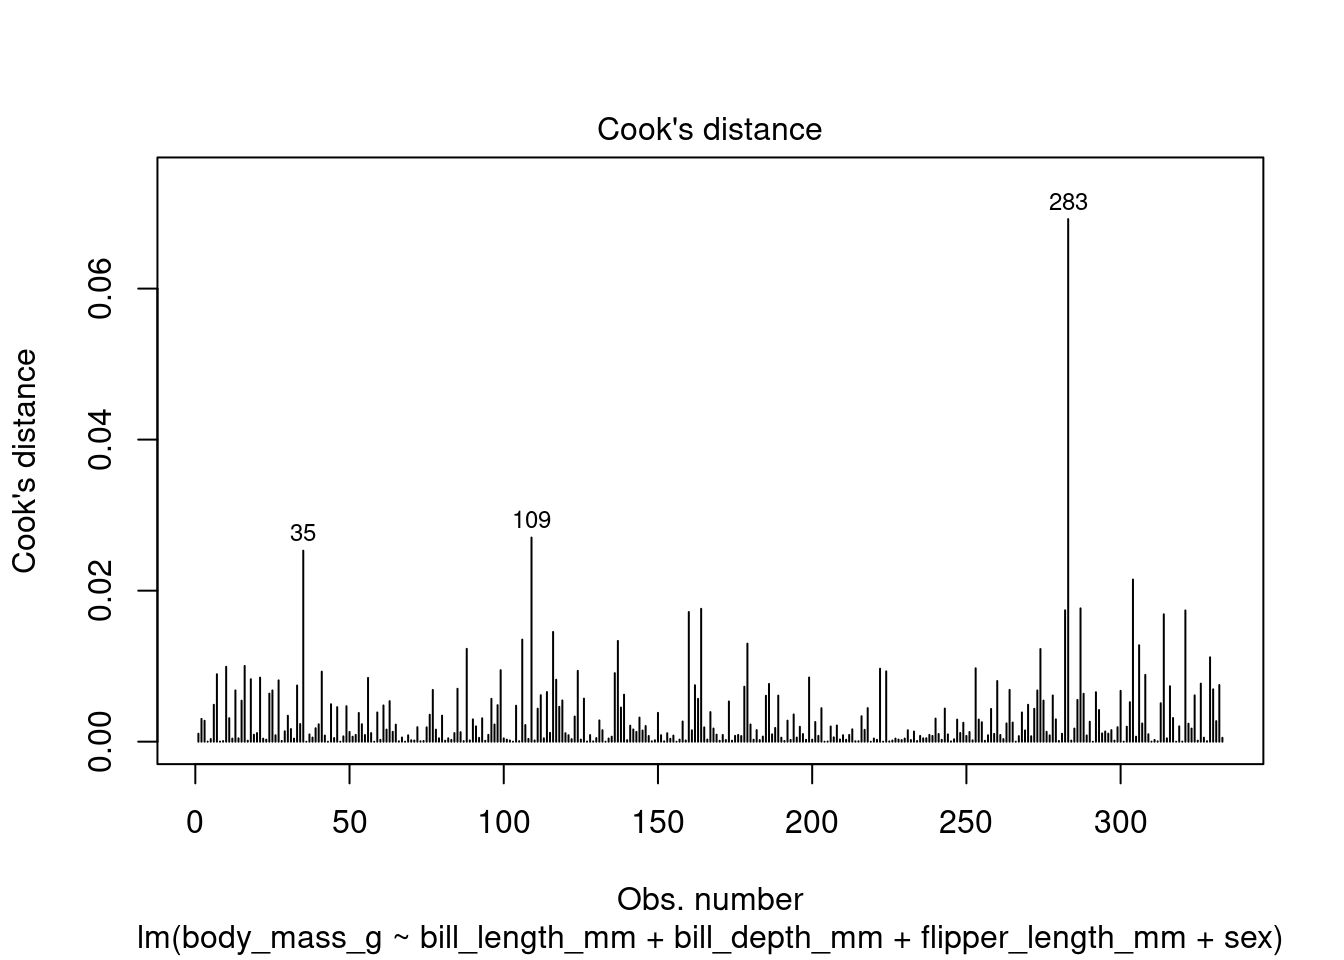 Cook's distance
283
109
35
Cook's distance
0.06
0.04
0.02
0.00
0 50 100 150 200 250 300
Obs. number
lm(body_mass_g ~ bill_length_mm + bill_depth_mm + flipper_length_mm + sex)